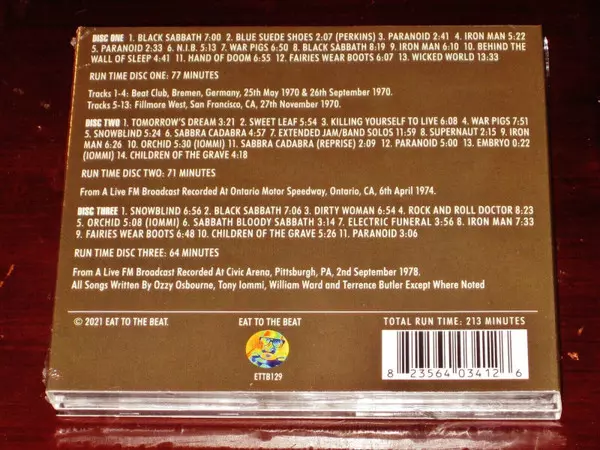 DISC ONE 1. BLACK SABBATH 7:00 2. BLUE SUEDE SHOES 2:07 (PERKINS) 3. PARANOID 2:41 4. IRON MAN 5:22
5. PARANOID 2:33 6. N.I.B. 5:13 7. WAR PIGS 6:50 8. BLACK SABBATH 8:19 9. IRON MAN 6:10 10. BEHIND THE
WALL OF SLEEP 4:41 11. HAND OF DOOM 6:55 12. FAIRIES WEAR BOOTS 6:07 13. WICKED WORLD 13:33
RUN TIME DISC ONE: 77 MINUTES
Tracks 1-4: Beat Club, Bremen, Germany, 25th May 1970 & 26th September 1970.
Tracks 5-13: Fillmore West, San Francisco, CA, 27th November 1970.
DISC TWO 1. TOMORROW'S DREAM 3:21 2. SWEET LEAF 5:54 3. KILLING YOURSELF TO LIVE 6:08 4. WAR PIGS 7:51
5. SNOWBLIND 5:24 6. SABBRA CADABRA 4:57 7. EXTENDED JAM/BAND SOLOS 11:59 8. SUPERNAUT 2:15 9. IRON
MAN 6:26 10. ORCHID 5:30 (IOMMI) 11. SABBRA CADABRA (REPRISE) 2:09 12. PARANOID 5:00 13. EMBRYO 0:22
(IOMMI) 14. CHILDREN OF THE GRAVE 4:18
RUN TIME DISC TWO: 71 MINUTES
From A Live FM Broadcast Recorded At Ontario Motor Speedway, Ontario, CA, 6th April 1974.
DISC THREE 1. SNOWBLIND 6:56 2. BLACK SABBATH 7:06 3. DIRTY WOMAN 6:54 4. ROCK AND ROLL DOCTOR 8:23
5. ORCHID 5:08 (IOMMI) 6. SABBATH BLOODY SABBATH 3:14 7. ELECTRIC FUNERAL 3:56 8. IRON MAN 7:33
9. FAIRIES WEAR BOOTS 6:48 10. CHILDREN OF THE GRAVE 5:26 11. PARANOID 3:06
RUN TIME DISC THREE: 64 MINUTES
From A Live FM Broadcast Recorded At Civic Arena, Pittsburgh, PA, 2nd September 1978.
All Songs Written By Ozzy Osbourne, Tony Iommi, William Ward and Terrence Butler Except Where Noted
© 2021 EAT TO THE BEAT.
EAT TO THE BEAT
TOTAL RUN TIME: 213 MINUTES
ETTB129
8 23564 03412 6